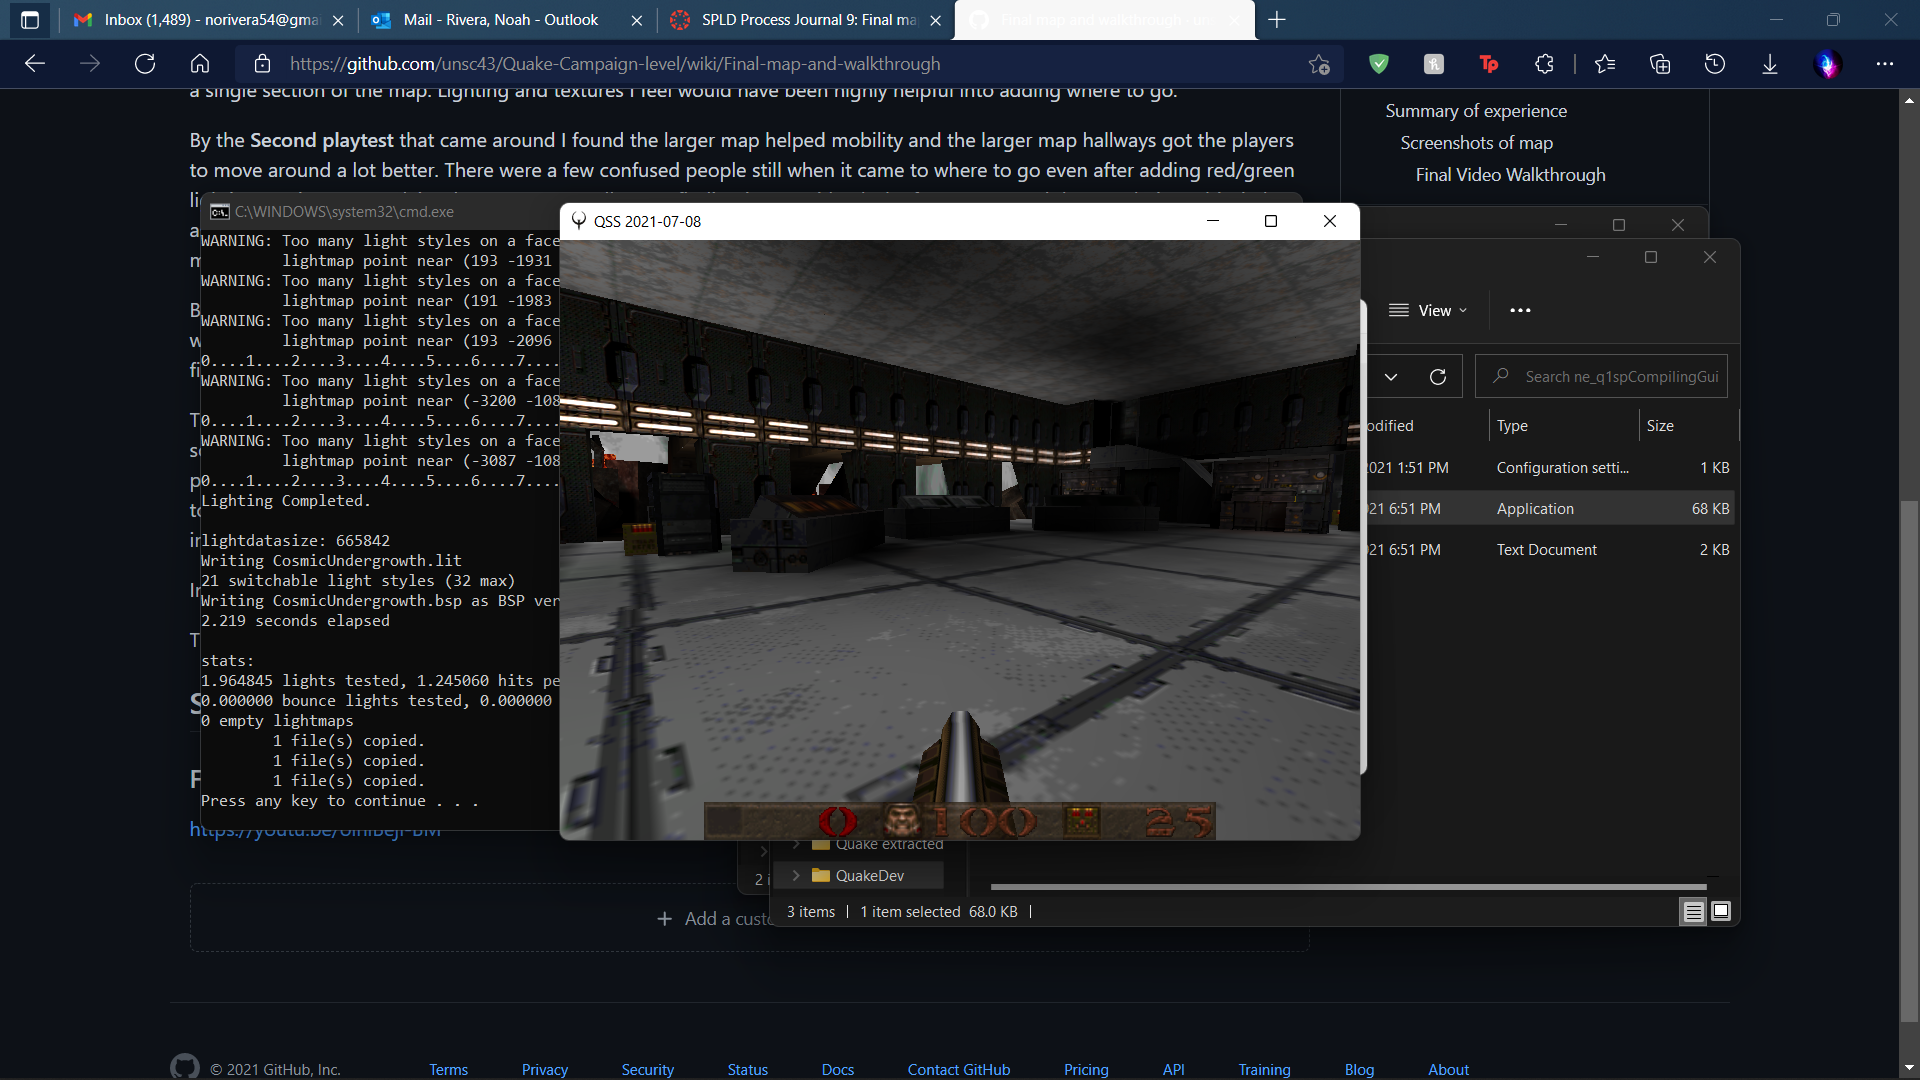 Inbox (1,489) - norivera54@gma
Mail - Rivera, Noah - Outlook
SPLD Process Journal 9: Final ma
Final map and walkthrough · un
https://github.com/unsc43/Quake-Campaign-level/wiki/Final-map-and-walkthrough
a single section of the map. Lighting and textures I feel would have been highly helpful into adding where to go.
By the Second playtest that came around I found the larger map helped mobility and the larger map hallways got the players
to move around a lot better. There were a few confused people still when it came to where to go even after adding red/green
Summary of experience
Screenshots of map
Final Video Walkthrough
C:\WINDOWS\system32\cmd.exe
WARNING: Too many light styles on a face
lightmap point near (193 -1931
WARNING: Too many light styles on a face
lightmap point near (191 -1983
WARNING: Too many light styles on a face
lightmap point near (193 -2096
0....1....2....3....4....5....6....7....
WARNING: Too many light styles on a face
lightmap point near (-3200 -108
0....1....2....3....4....5....6....7....
WARNING: Too many light styles on a face
lightmap point near (-3087 -108
0....1....2....3....4....5....6....7....
Lighting Completed.
lightdatasize: 665842
Writing CosmicUndergrowth.lit
21 switchable light styles (32 max)
Writing CosmicUndergrowth.bsp as BSP ver
2.219 seconds elapsed
stats:
1.964845 lights tested, 1.245060 hits pe
0.000000 bounce lights tested, 0.000000
0 empty lightmaps
1 file(s) copied.
1 file(s) copied.
1 file(s) copied.
Press any key to continue . . .
QSS 2021-07-08
0 100 25
View
Search ne_q1spCompilingGui
odified
Type
Size
2021 1:51 PM
Configuration setti...
1 KB
21 6:51 PM
Application
68 KB
21 6:51 PM
Text Document
2 KB
Quake extracted
QuakeDev
2 i
3 items
1 item selected 68.0 KB
+ Add a custo
© 2021 GitHub, Inc.
Terms
Privacy
Security
Status
Docs
Contact GitHub
Pricing
API
Training
Blog
About